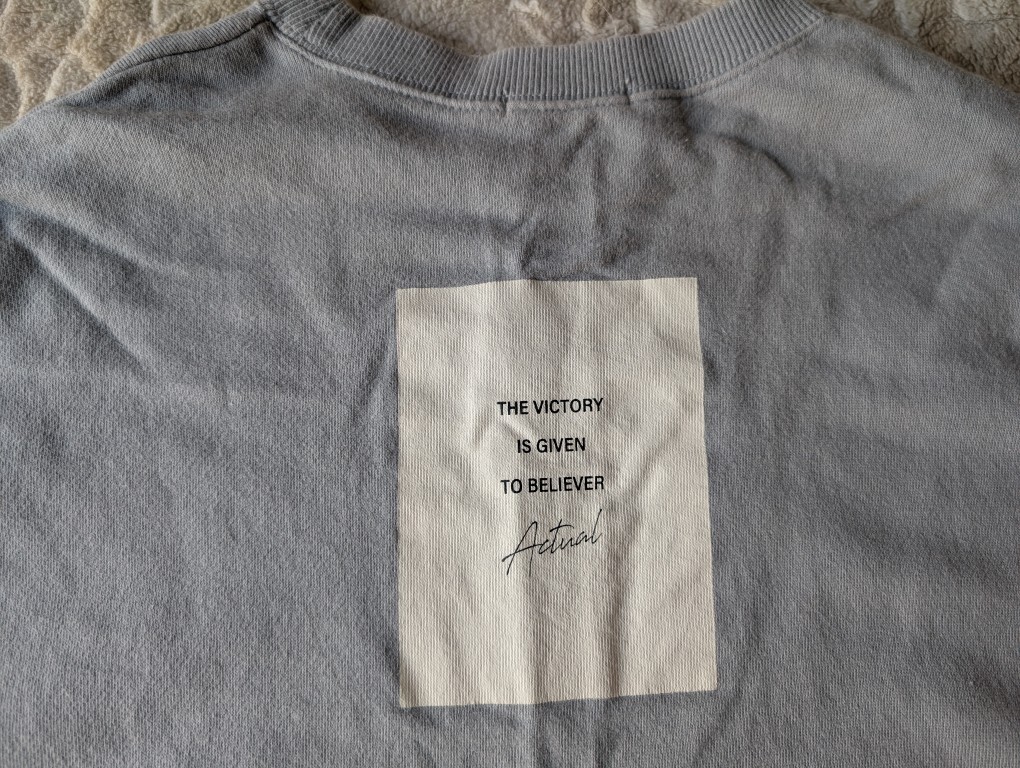 THE VICTORY
IS GIVEN
TO BELIEVER
Actual